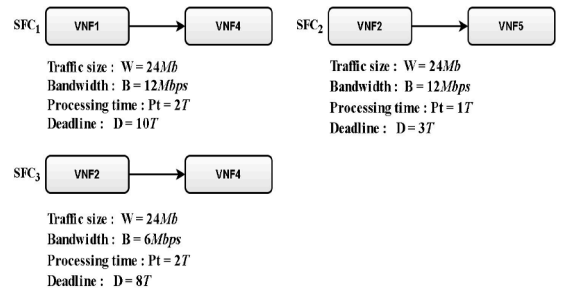 SFC1 VNF1 VNF4
Traffic size : W = 24Mb
Bandwidth : B = 12Mbps
Processing time : Pt = 2T
Deadline : D = 10T
SFC2 VNF2 VNF5
Traffic size : W = 24Mb
Bandwidth : B = 12Mbps
Processing time : Pt = 1T
Deadline : D = 3T
SFC3 VNF2 VNF4
Traffic size : W = 24Mb
Bandwidth : B = 6Mbps
Processing time : Pt = 2T
Deadline : D = 8T